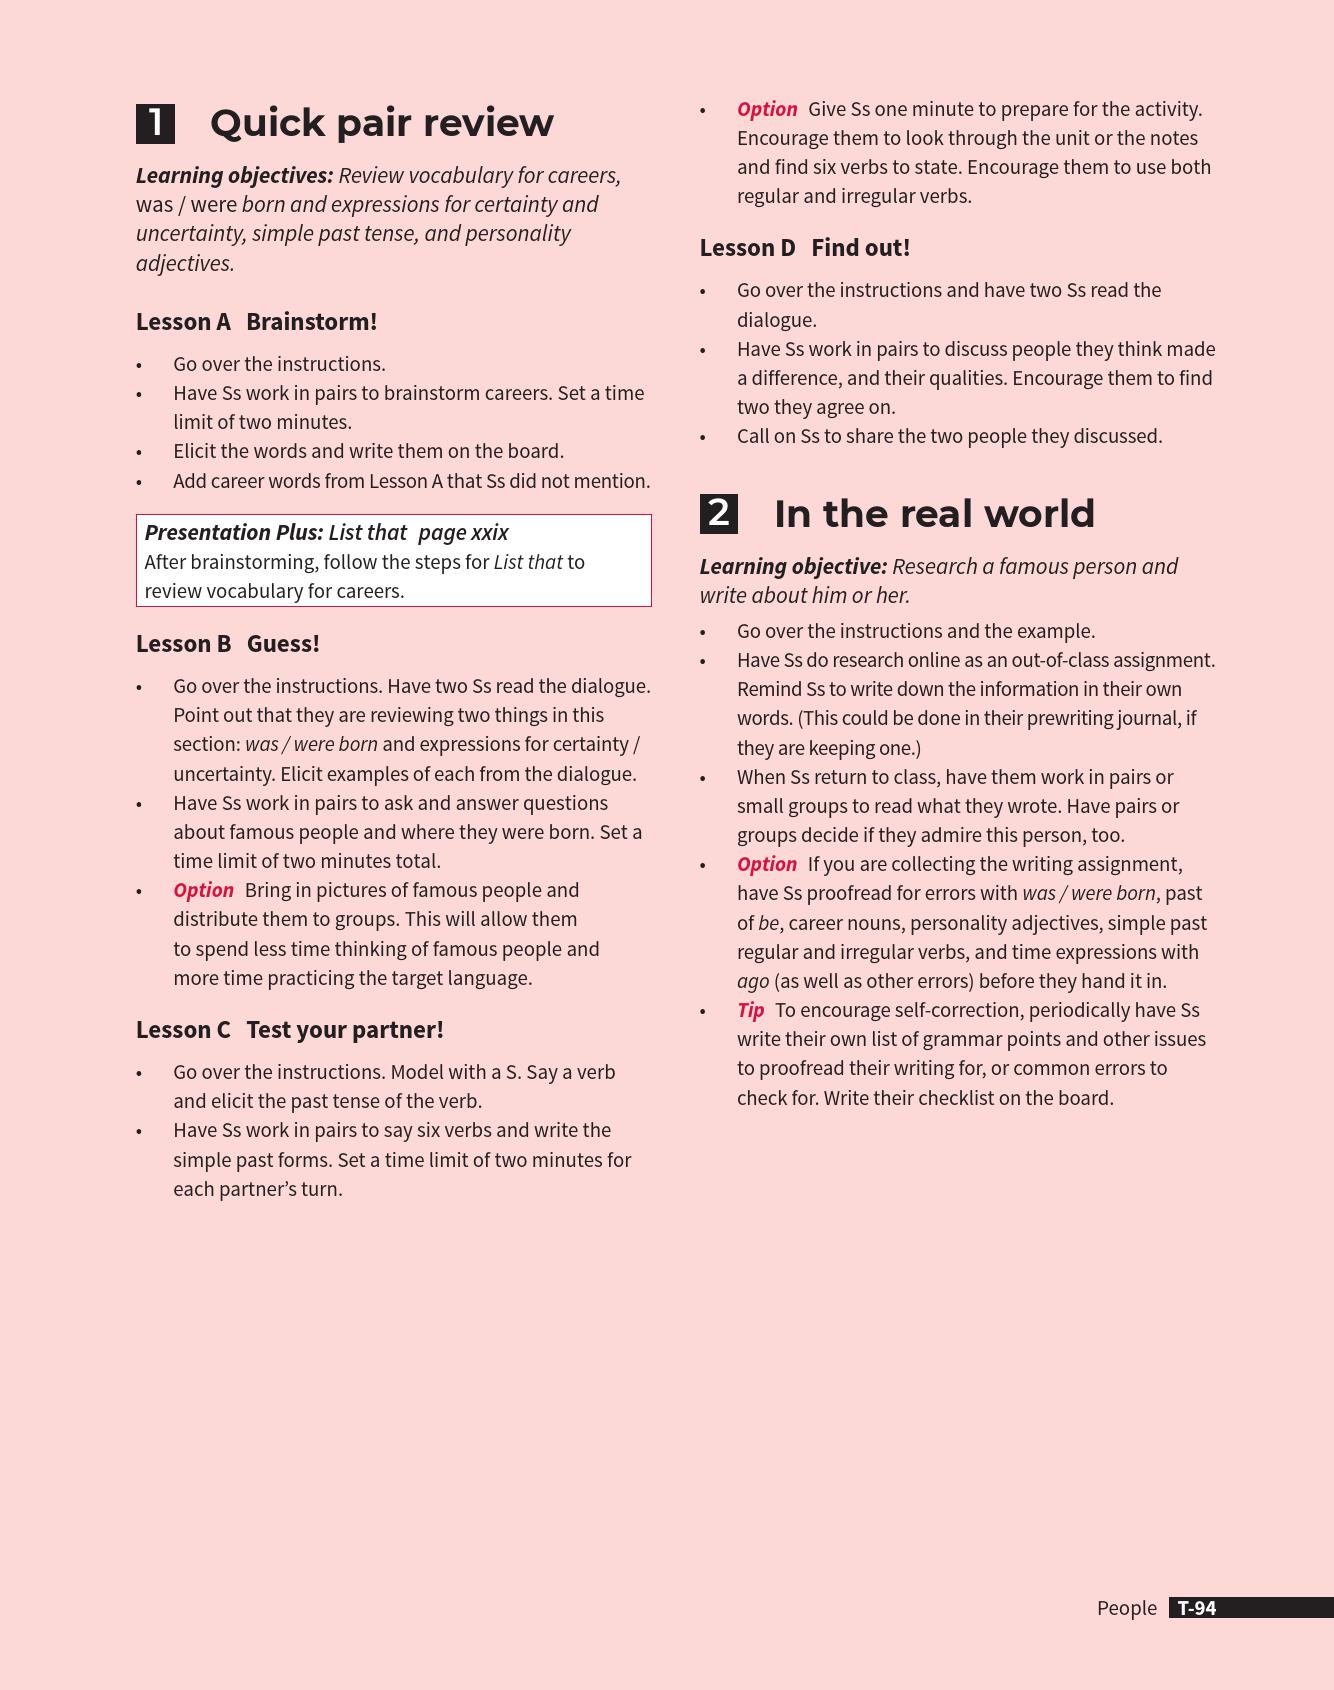 1 Quick pair review
Learning objectives: Review vocabulary for careers,
was / were born and expressions for certainty and
uncertainty, simple past tense, and personality
adjectives.
Lesson A Brainstorm!
• Go over the instructions.
• Have Ss work in pairs to brainstorm careers. Set a time
limit of two minutes.
• Elicit the words and write them on the board.
• Add career words from Lesson A that Ss did not mention.
Presentation Plus: List that page xxix
After brainstorming, follow the steps for List that to
review vocabulary for careers.
Lesson B Guess!
• Go over the instructions. Have two Ss read the dialogue.
Point out that they are reviewing two things in this
section: was / were born and expressions for certainty /
uncertainty. Elicit examples of each from the dialogue.
• Have Ss work in pairs to ask and answer questions
about famous people and where they were born. Set a
time limit of two minutes total.
• Option Bring in pictures of famous people and
distribute them to groups. This will allow them
to spend less time thinking of famous people and
more time practicing the target language.
Lesson C Test your partner!
• Go over the instructions. Model with a S. Say a verb
and elicit the past tense of the verb.
• Have Ss work in pairs to say six verbs and write the
simple past forms. Set a time limit of two minutes for
each partner’s turn.
• Option Give Ss one minute to prepare for the activity.
Encourage them to look through the unit or the notes
and find six verbs to state. Encourage them to use both
regular and irregular verbs.
Lesson D Find out!
• Go over the instructions and have two Ss read the
dialogue.
• Have Ss work in pairs to discuss people they think made
a difference, and their qualities. Encourage them to find
two they agree on.
• Call on Ss to share the two people they discussed.
2 In the real world
Learning objective: Research a famous person and
write about him or her.
• Go over the instructions and the example.
• Have Ss do research online as an out-of-class assignment.
Remind Ss to write down the information in their own
words. (This could be done in their prewriting journal, if
they are keeping one.)
• When Ss return to class, have them work in pairs or
small groups to read what they wrote. Have pairs or
groups decide if they admire this person, too.
• Option If you are collecting the writing assignment,
have Ss proofread for errors with was / were born, past
of be, career nouns, personality adjectives, simple past
regular and irregular verbs, and time expressions with
ago (as well as other errors) before they hand it in.
• Tip To encourage self-correction, periodically have Ss
write their own list of grammar points and other issues
to proofread their writing for, or common errors to
check for. Write their checklist on the board.
People T-94